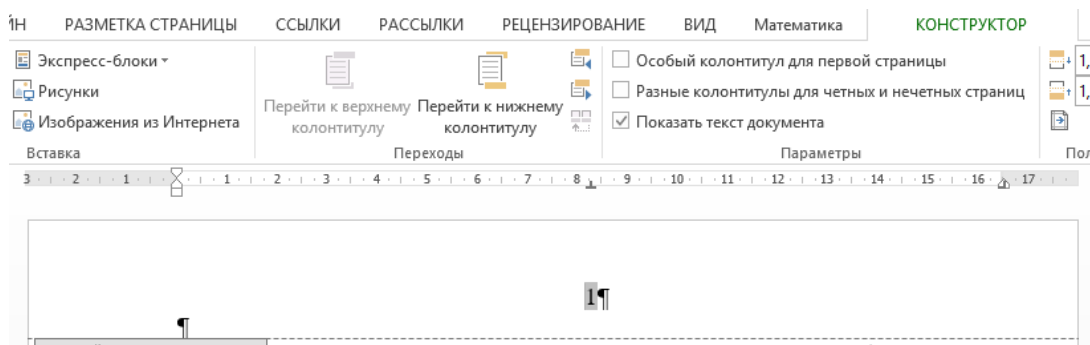 ЙН РАЗМЕТКА СТРАНИЦЫ ССЫЛКИ РАССЫЛКИ РЕЦЕНЗИРОВАНИЕ ВИД Математика КОНСТРУКТОР
Экспресс-блоки
Рисунки
Изображения из Интернета
Вставка
Перейти к верхнему колонтитулу
Перейти к нижнему колонтитулу
Переходы
Особый колонтитул для первой страницы
Разные колонтитулы для четных и нечетных страниц
Показать текст документа
Параметры
1,
1,
Пол
3 2 1 1 2 3 4 5 6 7 8 9 10 11 12 13 14 15 16 17
1¶
¶